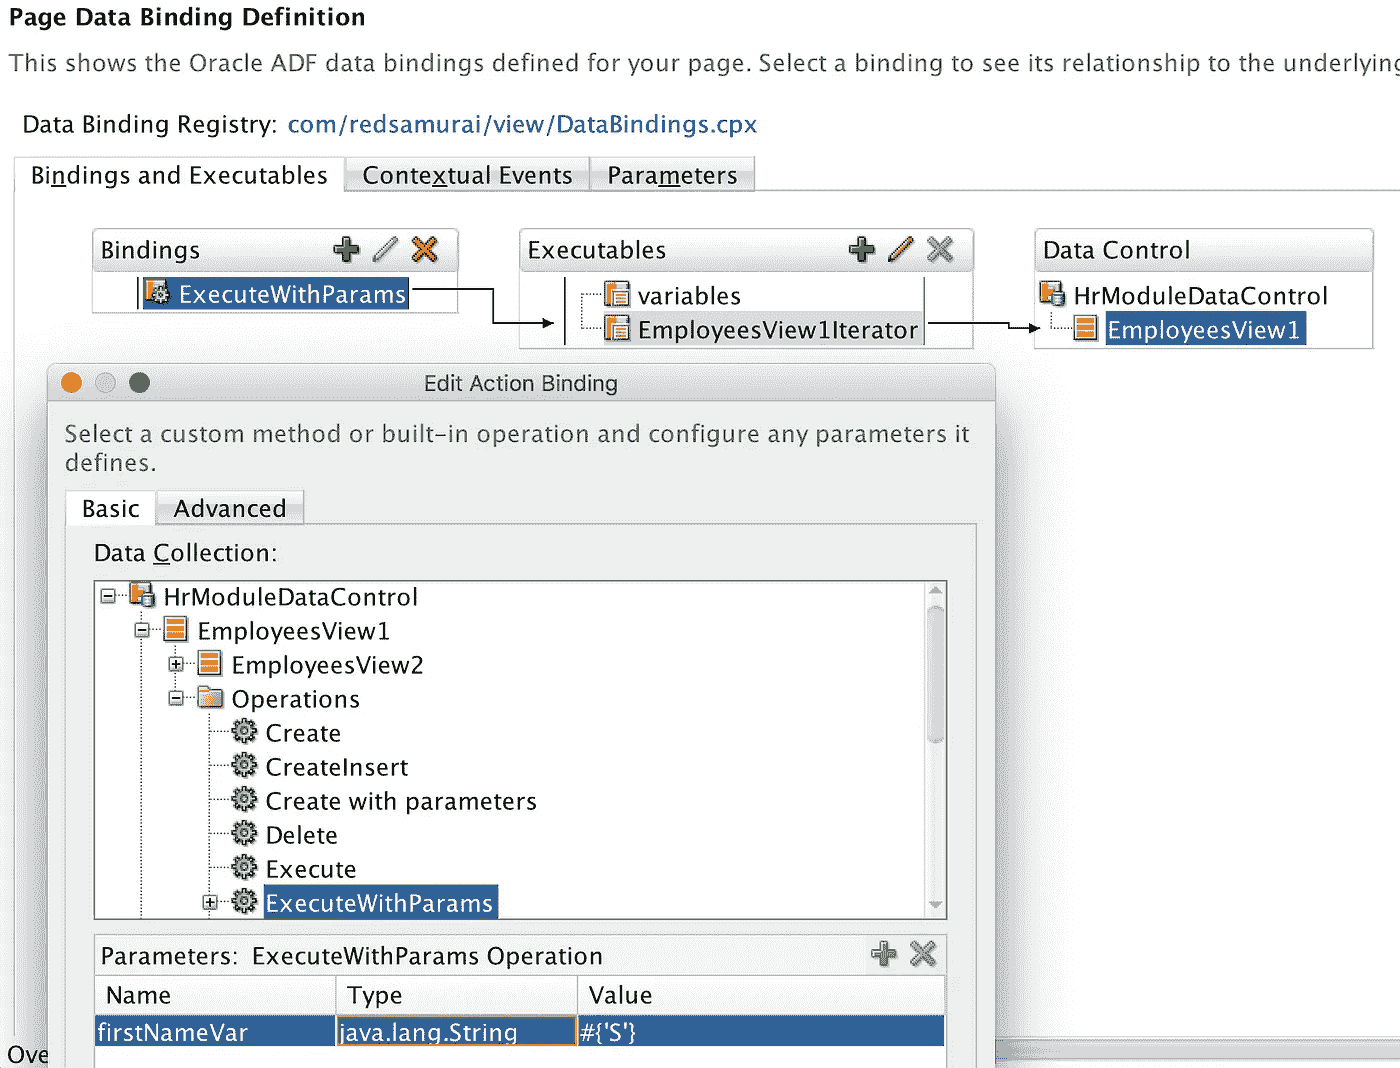 Page Data Binding Definition
This shows the Oracle ADF data bindings defined for your page. Select a binding to see its relationship to the underlying
Data Binding Registry: com/redsamurai/view/DataBindings.cpx
Bindings and Executables Contextual Events Parameters
Bindings Executables Data Control
ExecuteWithParams variables HrModuleDataControl
EmployeesView1Iterator EmployeesView1
Edit Action Binding
Select a custom method or built-in operation and configure any parameters it
defines.
Basic Advanced
Data Collection:
HrModuleDataControl
EmployeesView1
EmployeesView2
Operations
Create
CreateInsert
Create with parameters
Delete
Execute
ExecuteWithParams
Parameters: ExecuteWithParams Operation
Name Type Value
firstNameVar java.lang.String #{'S'}
Ove